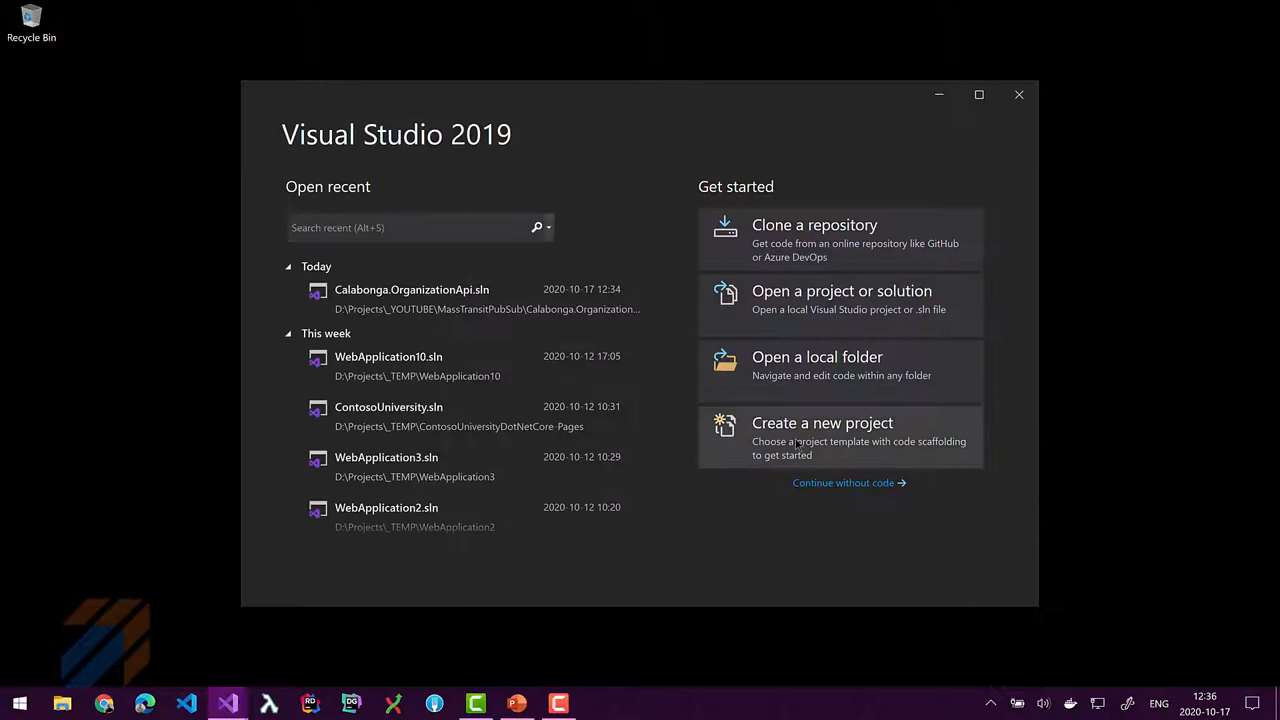 Recycle Bin
Visual Studio 2019
Open recent
Search recent (Alt+S)
Today
Calabonga.OrganizationApi.sln 2020-10-17 12:34
D:\Projects\_YOUTUBE\MassTransitPubSub\Calabonga.Organization...
This week
WebApplication10.sln 2020-10-12 17:05
D:\Projects\_TEMP\WebApplication10
ContosoUniversity.sln 2020-10-12 10:31
D:\Projects\_TEMP\ContosoUniversityDotNetCore-Pages
WebApplication3.sln 2020-10-12 10:29
D:\Projects\_TEMP\WebApplication3
WebApplication2.sln 2020-10-12 10:20
D:\Projects\_TEMP\WebApplication2
Get started
Clone a repository
Get code from an online repository like GitHub
or Azure DevOps
Open a project or solution
Open a local Visual Studio project or .sln file
Open a local folder
Navigate and edit code within any folder
Create a new project
Choose a project template with code scaffolding
to get started
Continue without code →
RD
DG
P
C
C
ENG
12:36
2020-10-17